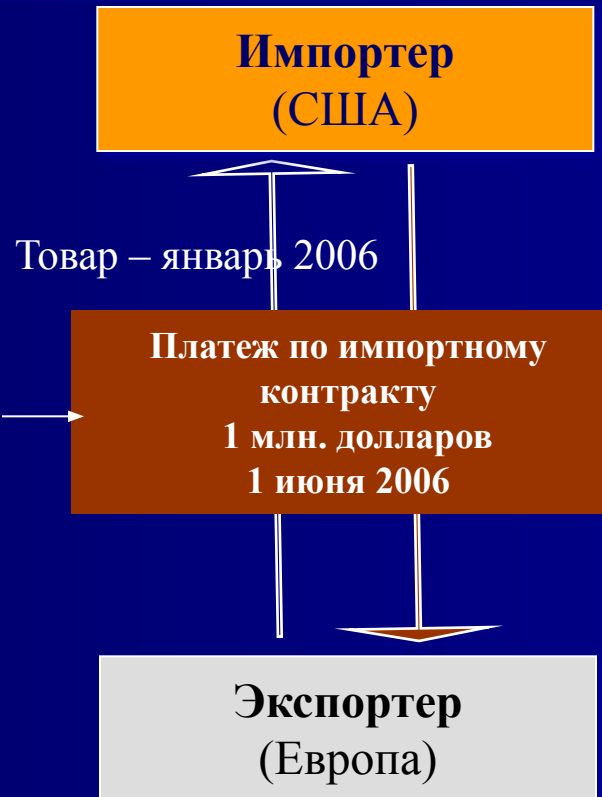 Импортер
(США)
Товар – январь 2006
Платеж по импортному
контракту
1 млн. долларов
1 июня 2006
Экспортер
(Европа)